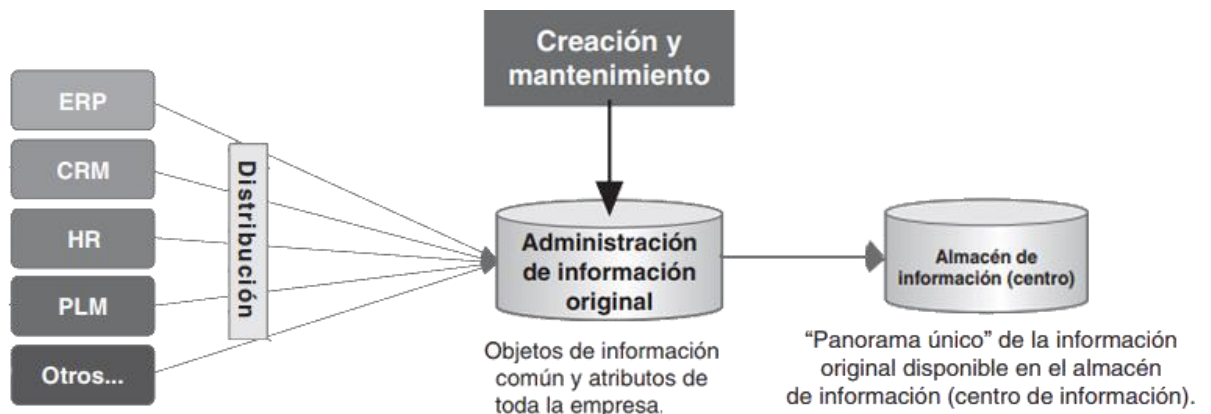 Creación y
mantenimiento
ERP
CRM
HR
PLM
Otros...
Distribución
Administración
de información
original
Almacén de
información (centro)
Objetos de información
común y atributos de
toda la empresa.
“Panorama único” de la información
original disponible en el almacén
de información (centro de información).